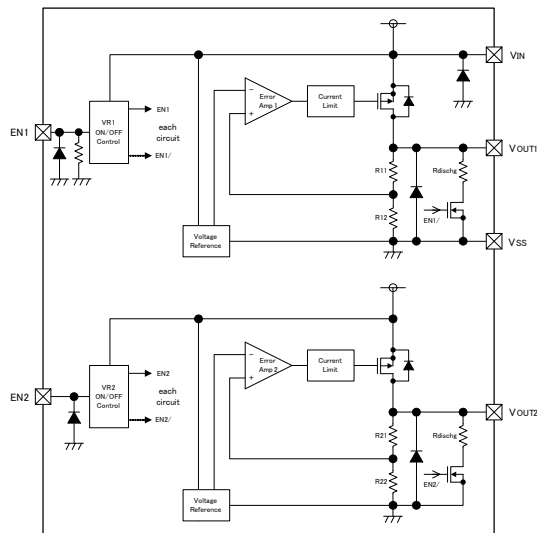 VIN
EN1
VR1
ON/OFF
Control
EN1
each
circuit
EN1/
−
+
Error
Amp 1
Current
Limit
VOUT1
R11
Rdischg
R12
EN1/
Voltage
Reference
VSS
EN2
VR2
ON/OFF
Control
EN2
each
circuit
EN2/
−
+
Error
Amp 2
Current
Limit
VOUT2
R21
Rdischg
R22
EN2/
Voltage
Reference